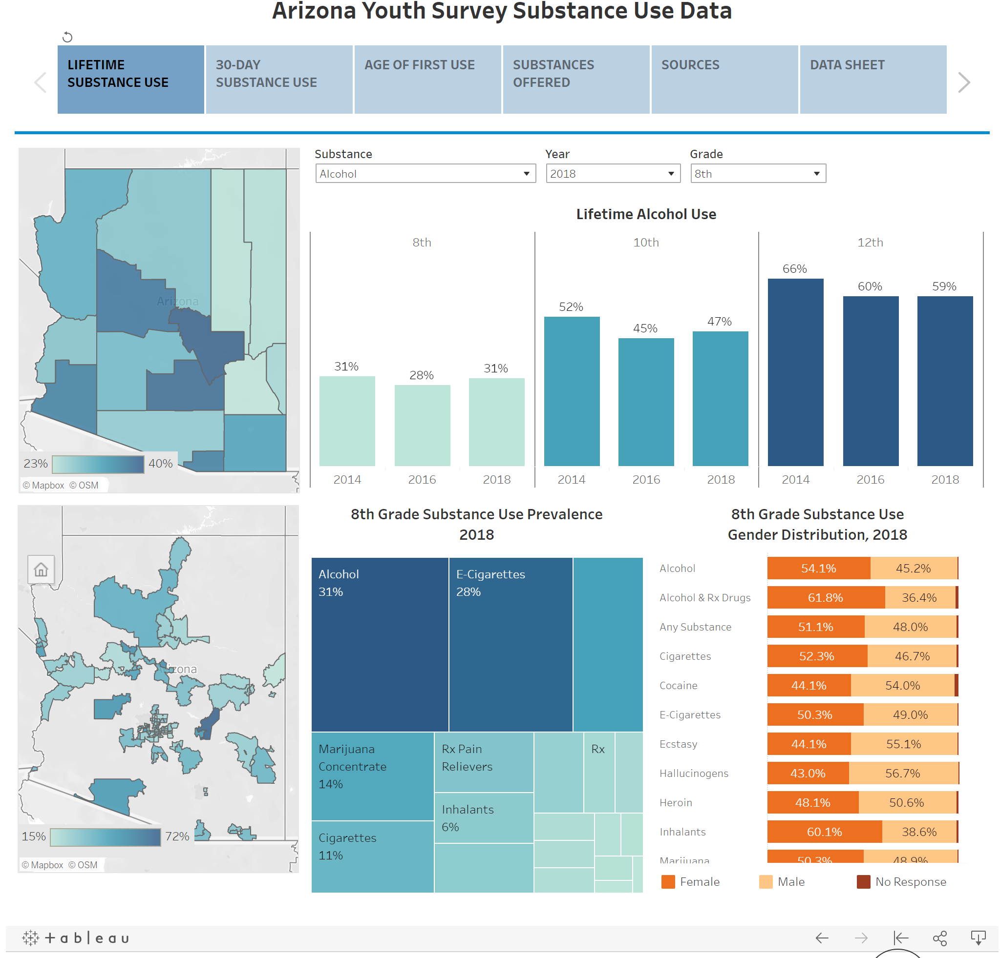 Arizona Youth Survey Substance Use Data
LIFETIME
SUBSTANCE USE
30-DAY
SUBSTANCE USE
AGE OF FIRST USE
SUBSTANCES
OFFERED
SOURCES
DATA SHEET
Arizona
23%
40%
© Mapbox © OSM
Substance
Alcohol
Year
2018
Grade
8th
Lifetime Alcohol Use
8th
10th
12th
31%
28%
31%
52%
45%
47%
66%
60%
59%
2014
2016
2018
2014
2016
2018
2014
2016
2018
Arizona
15%
72%
© Mapbox © OSM
8th Grade Substance Use Prevalence
2018
Alcohol
31%
E-Cigarettes
28%
Marijuana
Concentrate
14%
Cigarettes
11%
Rx Pain
Relievers
Inhalants
6%
Rx
8th Grade Substance Use
Gender Distribution, 2018
Alcohol 54.1% 45.2%
Alcohol & Rx Drugs 61.8% 36.4%
Any Substance 51.1% 48.0%
Cigarettes 52.3% 46.7%
Cocaine 44.1% 54.0%
E-Cigarettes 50.3% 49.0%
Ecstasy 44.1% 55.1%
Hallucinogens 43.0% 56.7%
Heroin 48.1% 50.6%
Inhalants 60.1% 38.6%
Marijuana 50.3% 48.9%
Female Male No Response
+ableau